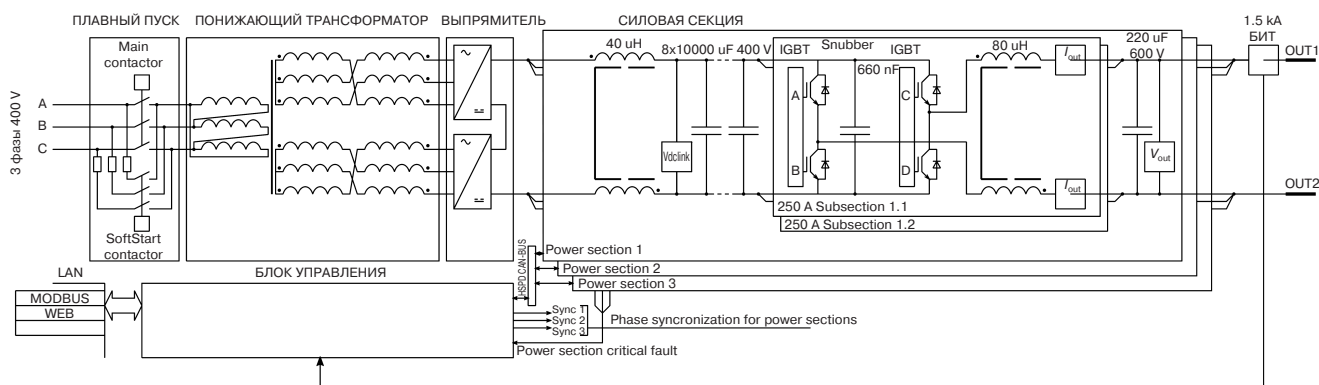 ПЛАВНЫЙ ПУСК
ПОНИЖАЮЩИЙ ТРАНСФОРМАТОР
ВЫПРЯМИТЕЛЬ
СИЛОВАЯ СЕКЦИЯ
1.5 kA
БИТ
Main
contactor
40 uH
8x10000 uF 400 V
IGBT
Snubber
660 nF
IGBT
80 uH
Iout
220 uF
600 V
OUT1
3 фазы 400 V
A
B
C
Vdclink
A
B
C
D
Vout
Iout
OUT2
SoftStart
contactor
250 A Subsection 1.1
250 A Subsection 1.2
HSPD CAN-BUS
Power section 1
Power section 2
Power section 3
LAN
БЛОК УПРАВЛЕНИЯ
MODBUS
WEB
Sync 1
Sync 2
Sync 3
Phase syncronization for power sections
Power section critical fault